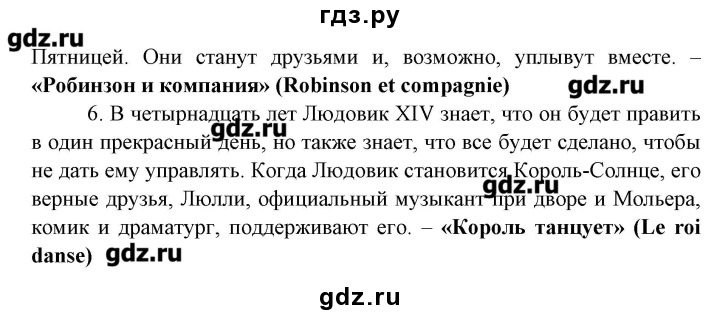 гдз.ру
gdz.ru
Пятницей. Они станут друзьями и, возможно, уплывут вместе. –
«Робинзон и компания» (Robinson et compagnie)
gdz.ru
6. В четырнадцать лет Людовик XIV знает, что он будет править
gdz.ru
в один прекрасный день, но также знает, что все будет сделано, чтобы
не дать ему управлять. Когда Людовик становится Король-Солнце, его
gdz.ru
верные друзья, Люлли, официальный музыкант при дворе и Мольера,
комик и драматург, поддерживают его. – «Король танцует» (Le roi
danse)
gdz.ru
gdz.ru